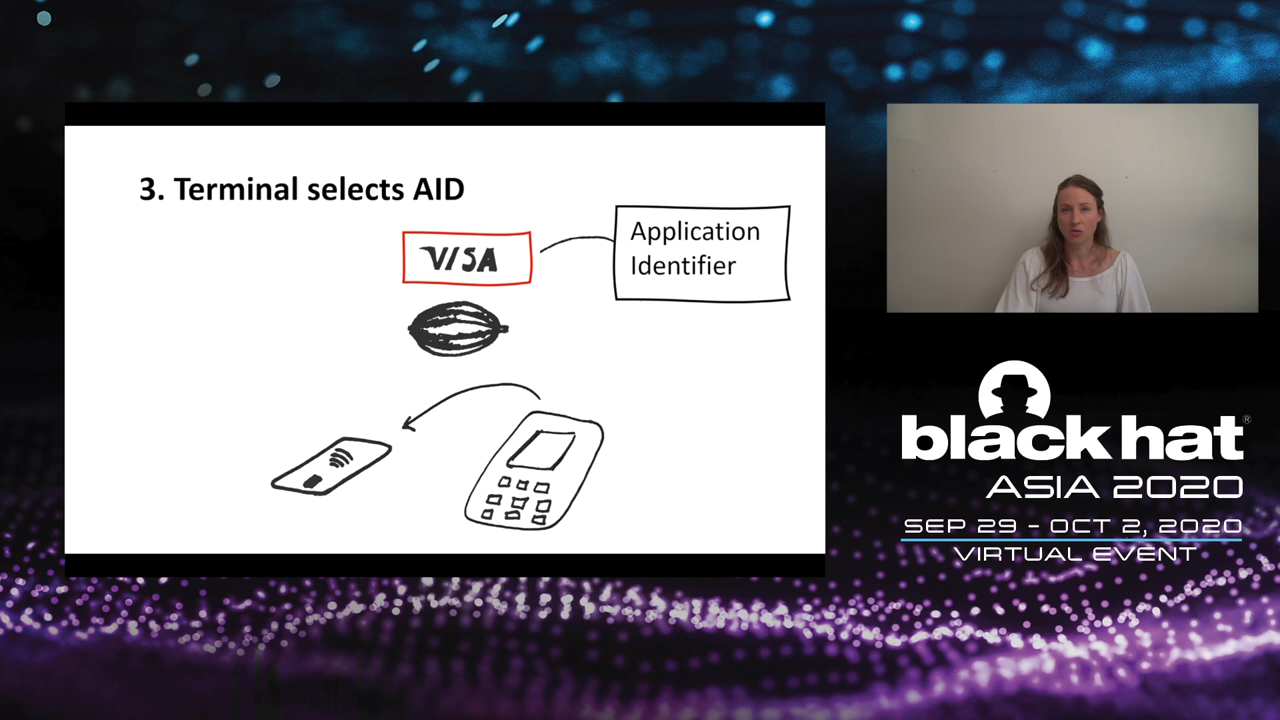 3. Terminal selects AID
VISA
Application
Identifier
black hat®
ASIA 2020
SEP 29 - OCT 2, 2020
VIRTUAL EVENT